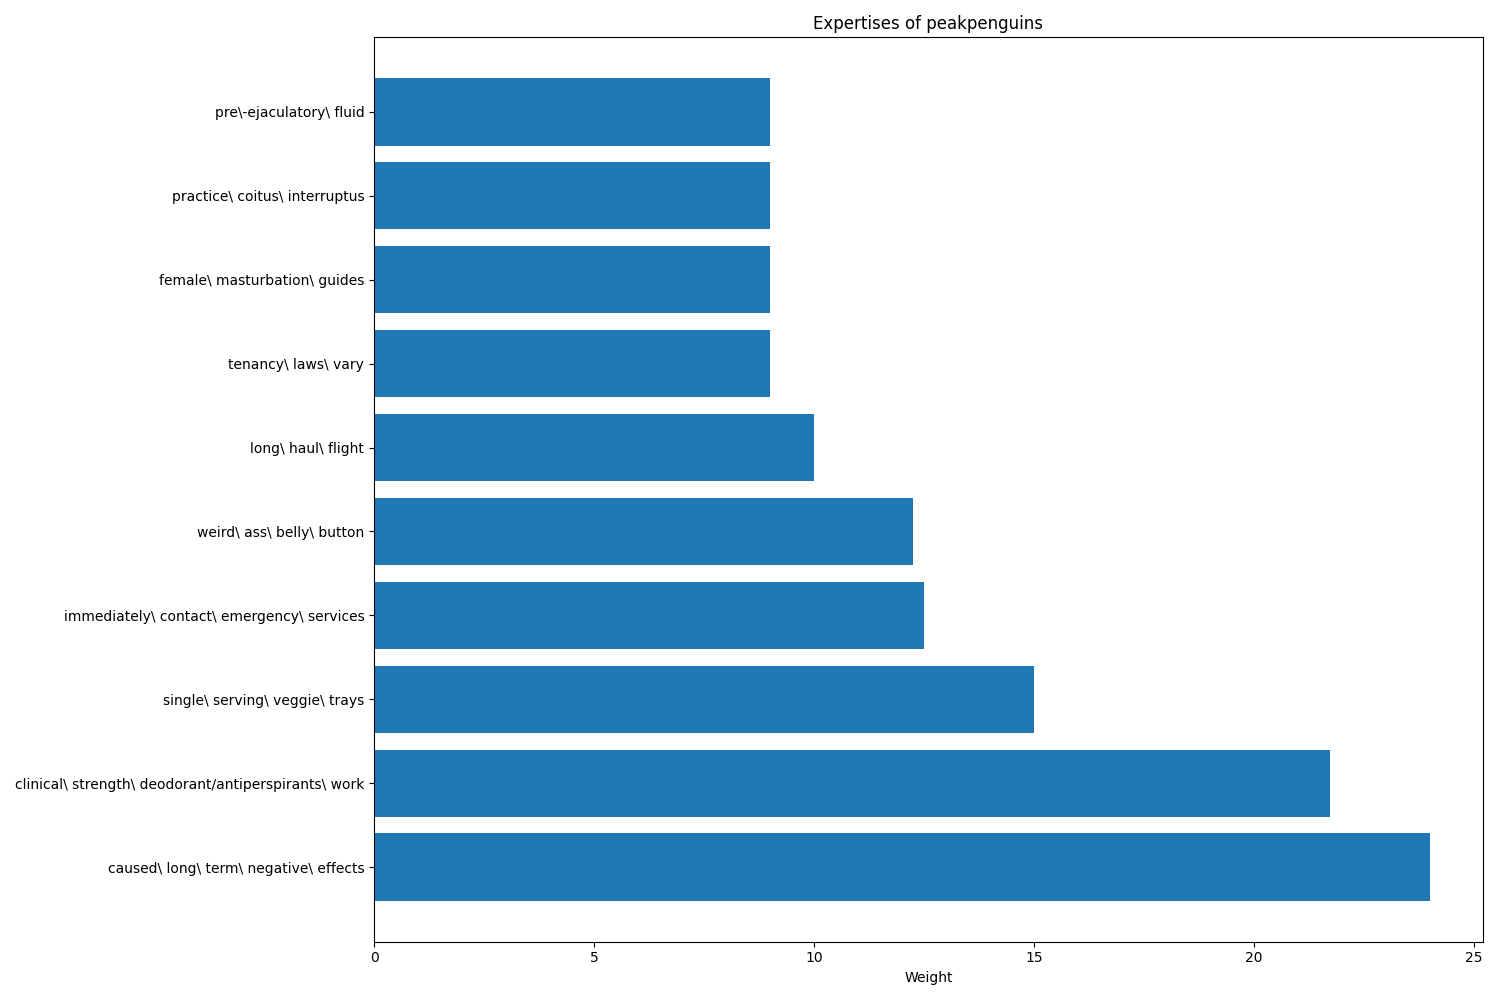 Expertises of peakpenguins
pre\-ejaculatory\ fluid
practice\ coitus\ interruptus
female\ masturbation\ guides
tenancy\ laws\ vary
long\ haul\ flight
weird\ ass\ belly\ button
immediately\ contact\ emergency\ services
single\ serving\ veggie\ trays
clinical\ strength\ deodorant/antiperspirants\ work
caused\ long\ term\ negative\ effects
0 5 10 15 20 25
Weight